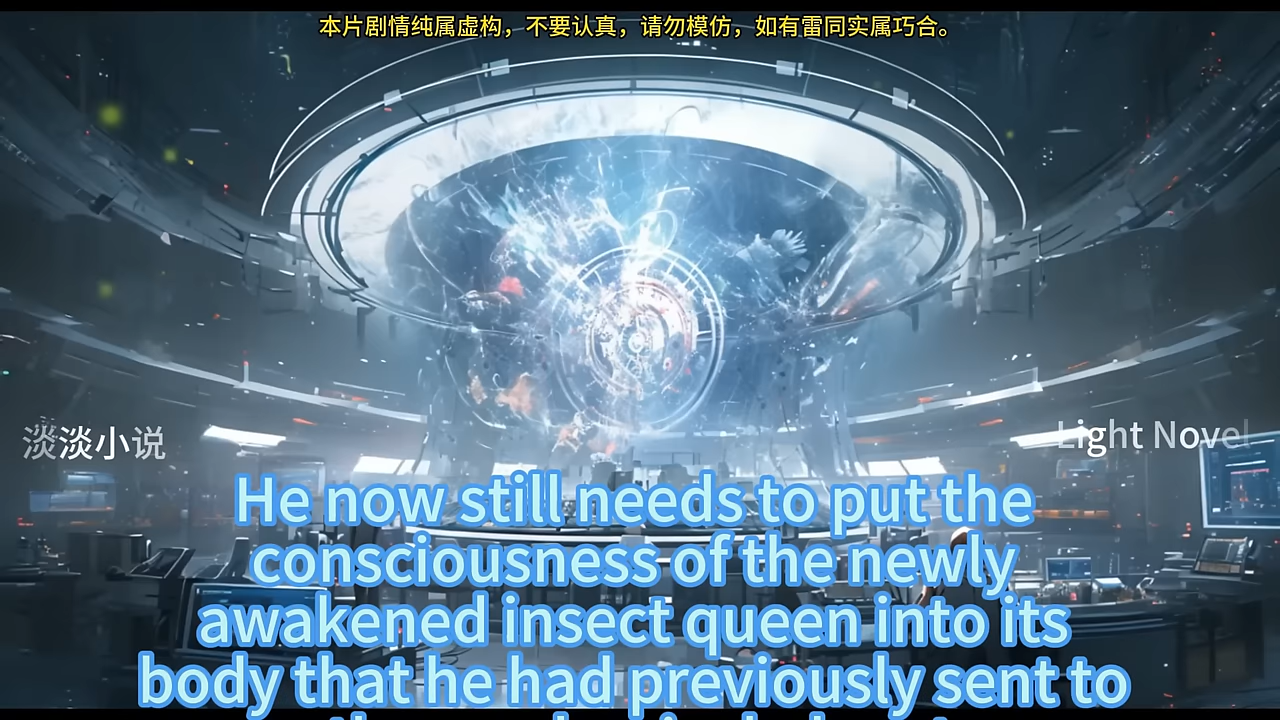 本片剧情纯属虚构，不要认真，请勿模仿，如有雷同实属巧合。
淡淡小说
Light Novel
He now still needs to put the
consciousness of the newly
awakened insect queen into its
body that he had previously sent to